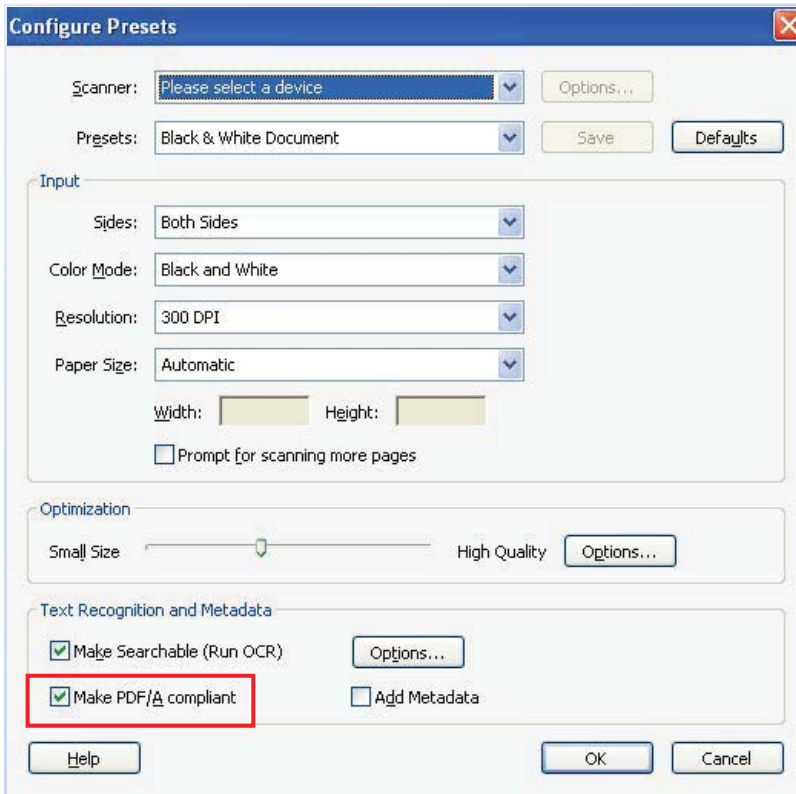 Configure Presets
Scanner: Please select a device Options...
Presets: Black & White Document Save Defaults
Input
Sides: Both Sides
Color Mode: Black and White
Resolution: 300 DPI
Paper Size: Automatic
Width: Height:
Prompt for scanning more pages
Optimization
Small Size High Quality Options...
Text Recognition and Metadata
Make Searchable (Run OCR) Options...
Make PDF/A compliant Add Metadata
Help OK Cancel